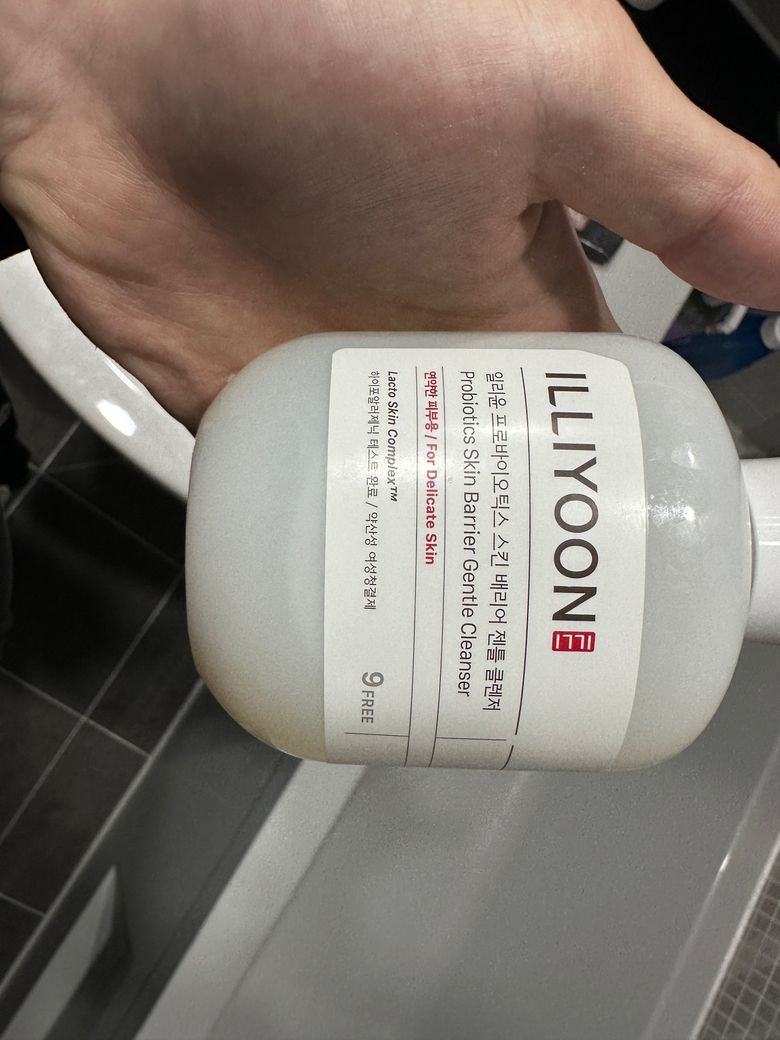 ILLIYOON
일리윤 프로바이오틱스 스킨 배리어 젠틀 클렌저
Probiotics Skin Barrier Gentle Cleanser
연약한 피부용 / For Delicate Skin
Lacto Skin Complex™
하이포알러제닉 테스트 완료 / 약산성 여성청결제
9 FREE